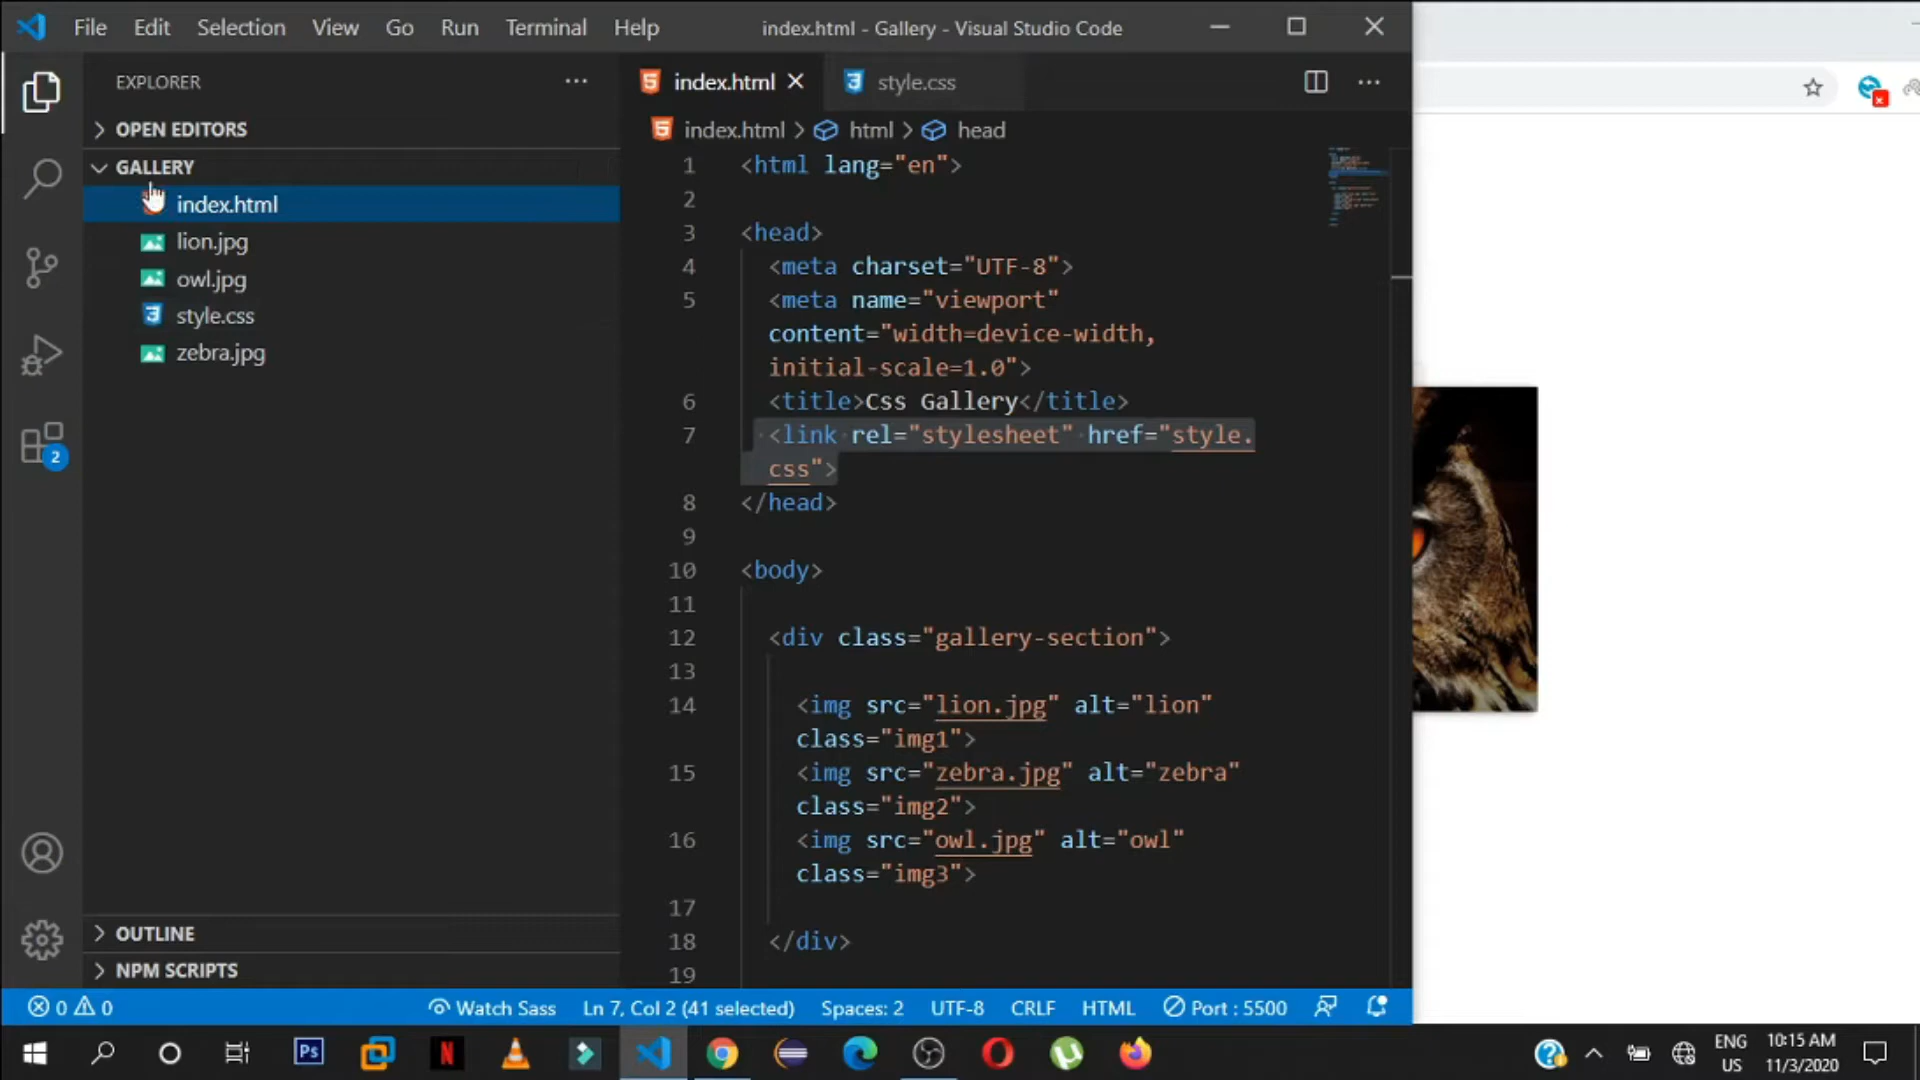 File Edit Selection View Go Run Terminal Help
index.html - Gallery - Visual Studio Code
EXPLORER
OPEN EDITORS
GALLERY
index.html
lion.jpg
owl.jpg
style.css
zebra.jpg
OUTLINE
NPM SCRIPTS
2
index.html style.css
index.html > html > head
1 <html lang="en">
2
3 <head>
4 <meta charset="UTF-8">
5 <meta name="viewport"
content="width=device-width,
initial-scale=1.0">
6 <title>Css Gallery</title>
7 <link rel="stylesheet" href="style.
css">
8 </head>
9
10 <body>
11
12 <div class="gallery-section">
13
14 <img src="lion.jpg" alt="lion"
class="img1">
15 <img src="zebra.jpg" alt="zebra"
class="img2">
16 <img src="owl.jpg" alt="owl"
class="img3">
17
18 </div>
19
0 0 Watch Sass Ln 7, Col 2 (41 selected) Spaces: 2 UTF-8 CRLF HTML Port : 5500
Ps N
ENG
US
10:15 AM
11/3/2020